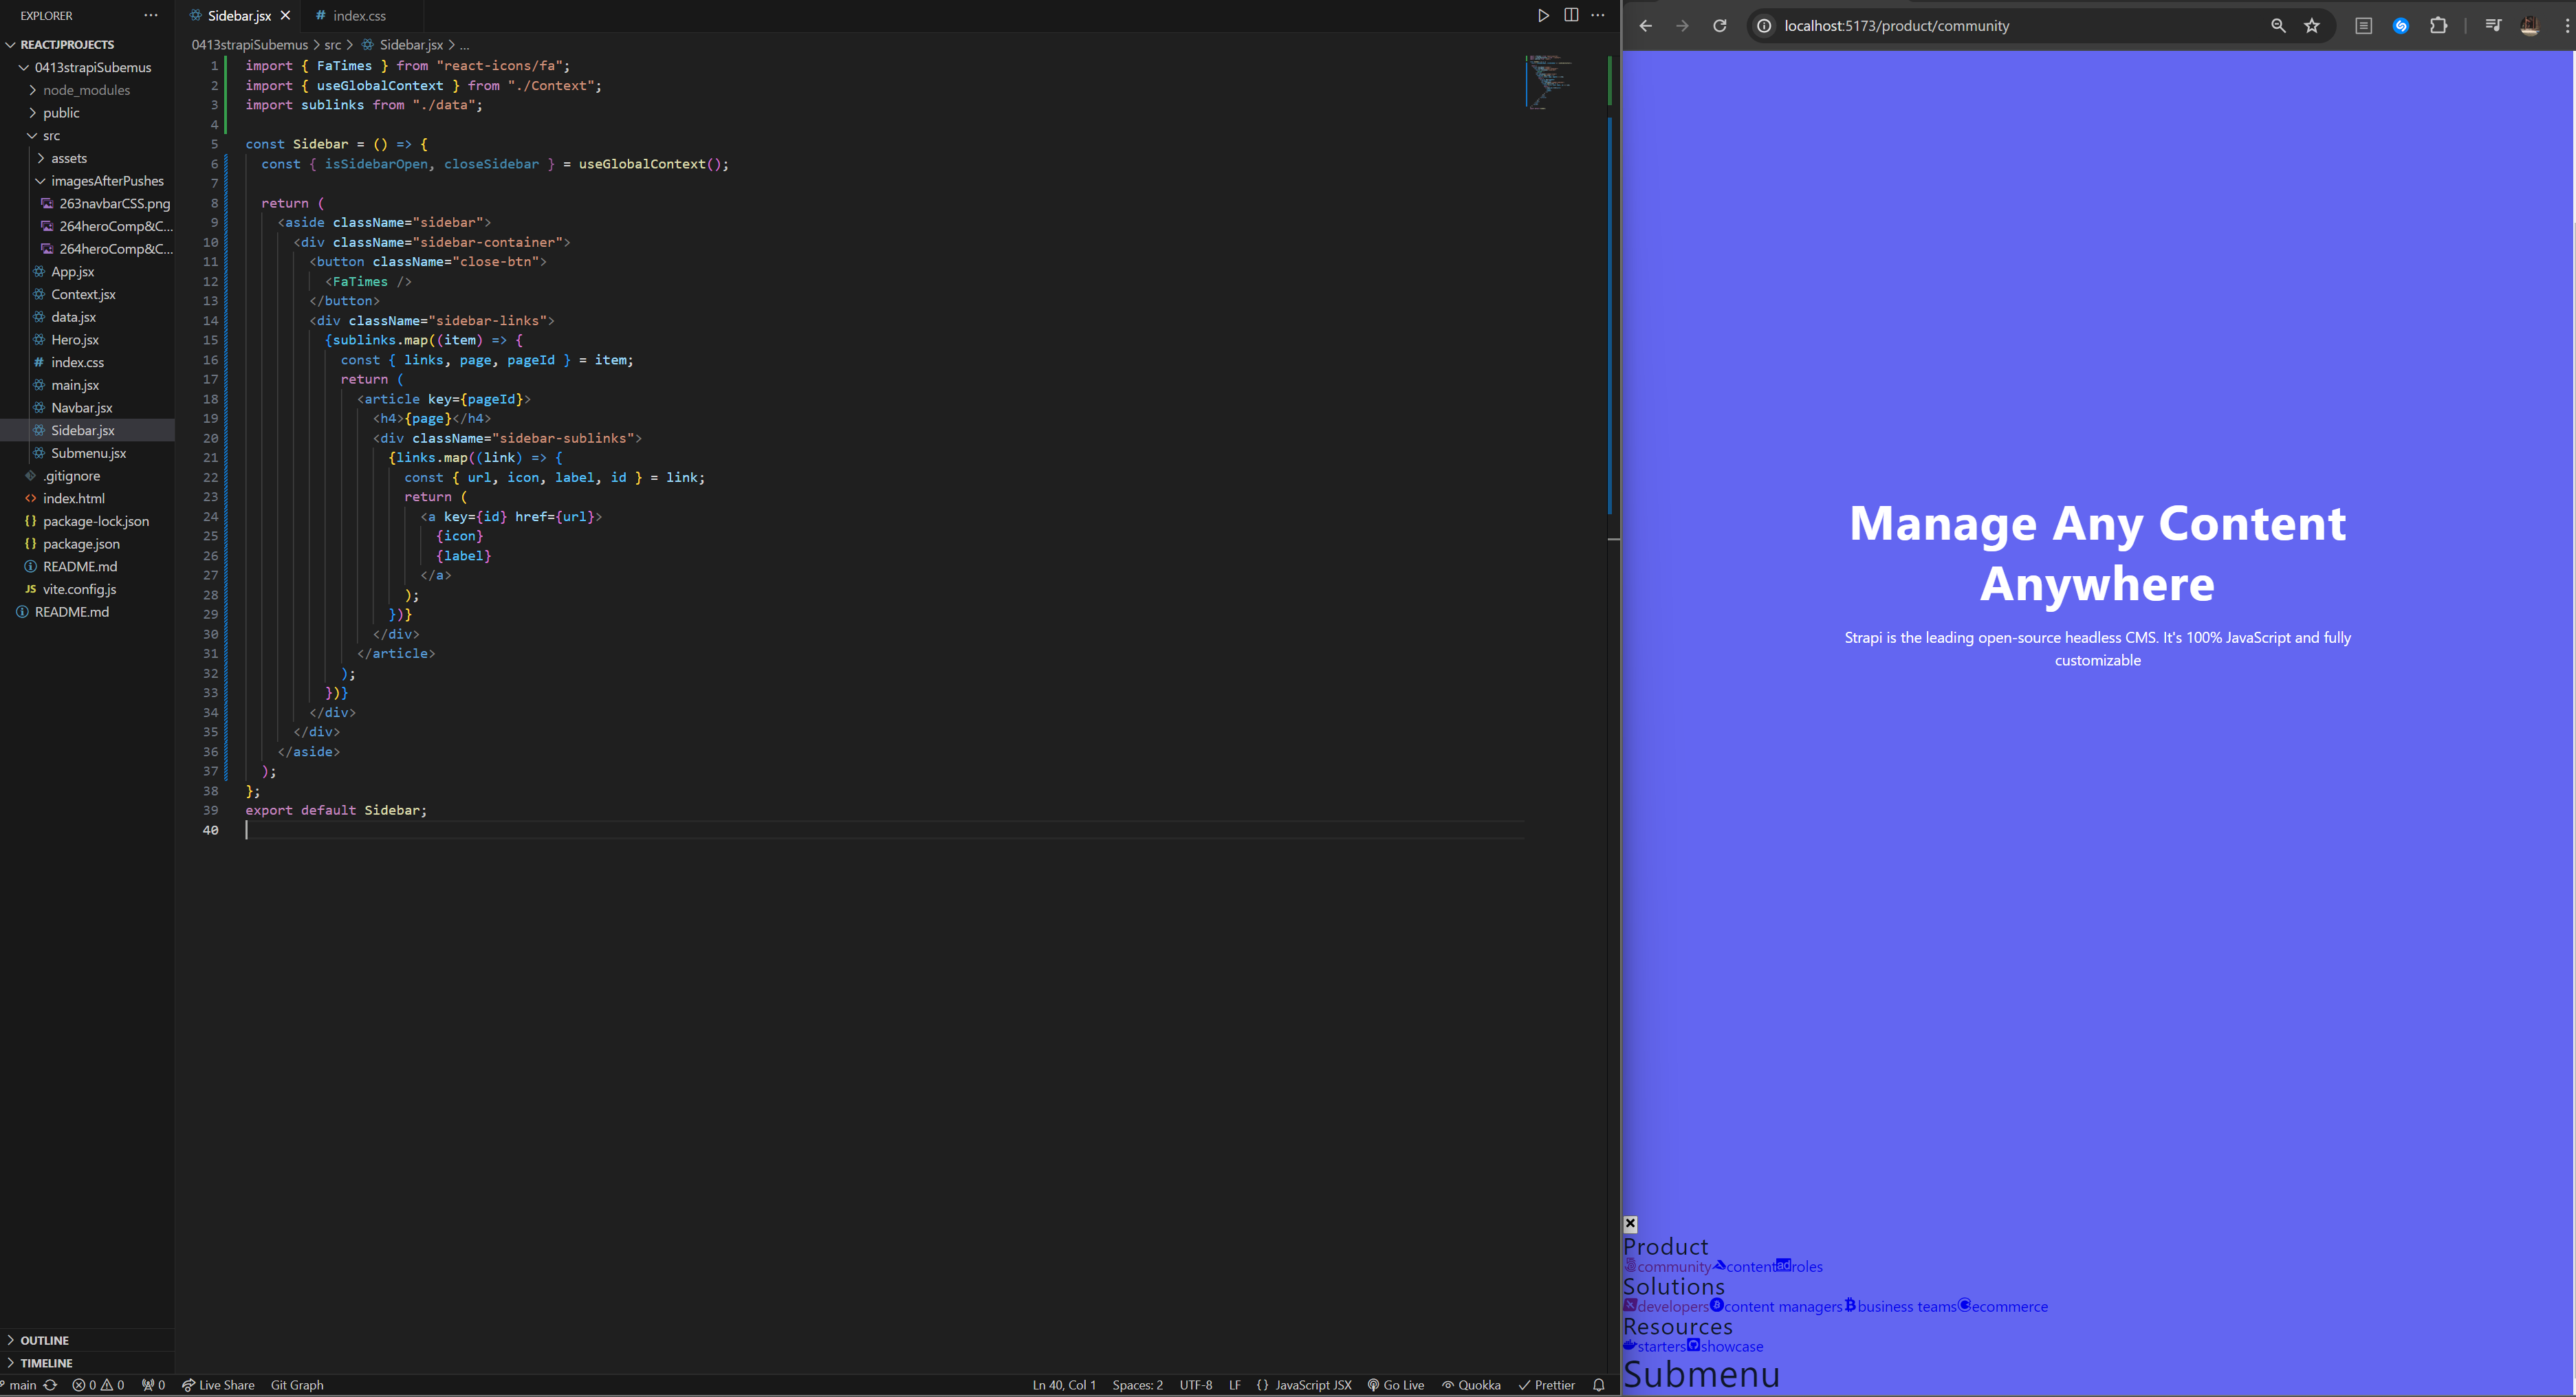 EXPLORER
REACTJPROJECTS
0413strapiSubemus
node_modules
public
src
assets
imagesAfterPushes
263navbarCSS.png
264heroComp&C...
264heroComp&C...
App.jsx
Context.jsx
data.jsx
Hero.jsx
index.css
main.jsx
Navbar.jsx
Sidebar.jsx
Submenu.jsx
.gitignore
index.html
package-lock.json
package.json
README.md
vite.config.js
README.md
OUTLINE
TIMELINE
Sidebar.jsx
index.css
0413strapiSubemus > src > Sidebar.jsx > ...
1 import { FaTimes } from "react-icons/fa";
2 import { useGlobalContext } from "./Context";
3 import sublinks from "./data";
4
5 const Sidebar = () => {
6 const { isSidebarOpen, closeSidebar } = useGlobalContext();
7
8 return (
9 <aside className="sidebar">
10 <div className="sidebar-container">
11 <button className="close-btn">
12 <FaTimes />
13 </button>
14 <div className="sidebar-links">
15 {sublinks.map((item) => {
16 const { links, page, pageId } = item;
17 return (
18 <article key={pageId}>
19 <h4>{page}</h4>
20 <div className="sidebar-sublinks">
21 {links.map((link) => {
22 const { url, icon, label, id } = link;
23 return (
24 <a key={id} href={url}>
25 {icon}
26 {label}
27 </a>
28 );
29 })}
30 </div>
31 </article>
32 );
33 })}
34 </div>
35 </div>
36 </aside>
37 );
38 };
39 export default Sidebar;
40
main 0 0 0 Live Share Git Graph Ln 40, Col 1 Spaces: 2 UTF-8 LF {} JavaScript JSX Go Live Quokka Prettier
localhost:5173/product/community
Manage Any Content
Anywhere
Strapi is the leading open-source headless CMS. It's 100% JavaScript and fully
customizable
Product
community content roles
Solutions
developers content managers business teams ecommerce
Resources
starters showcase
Submenu